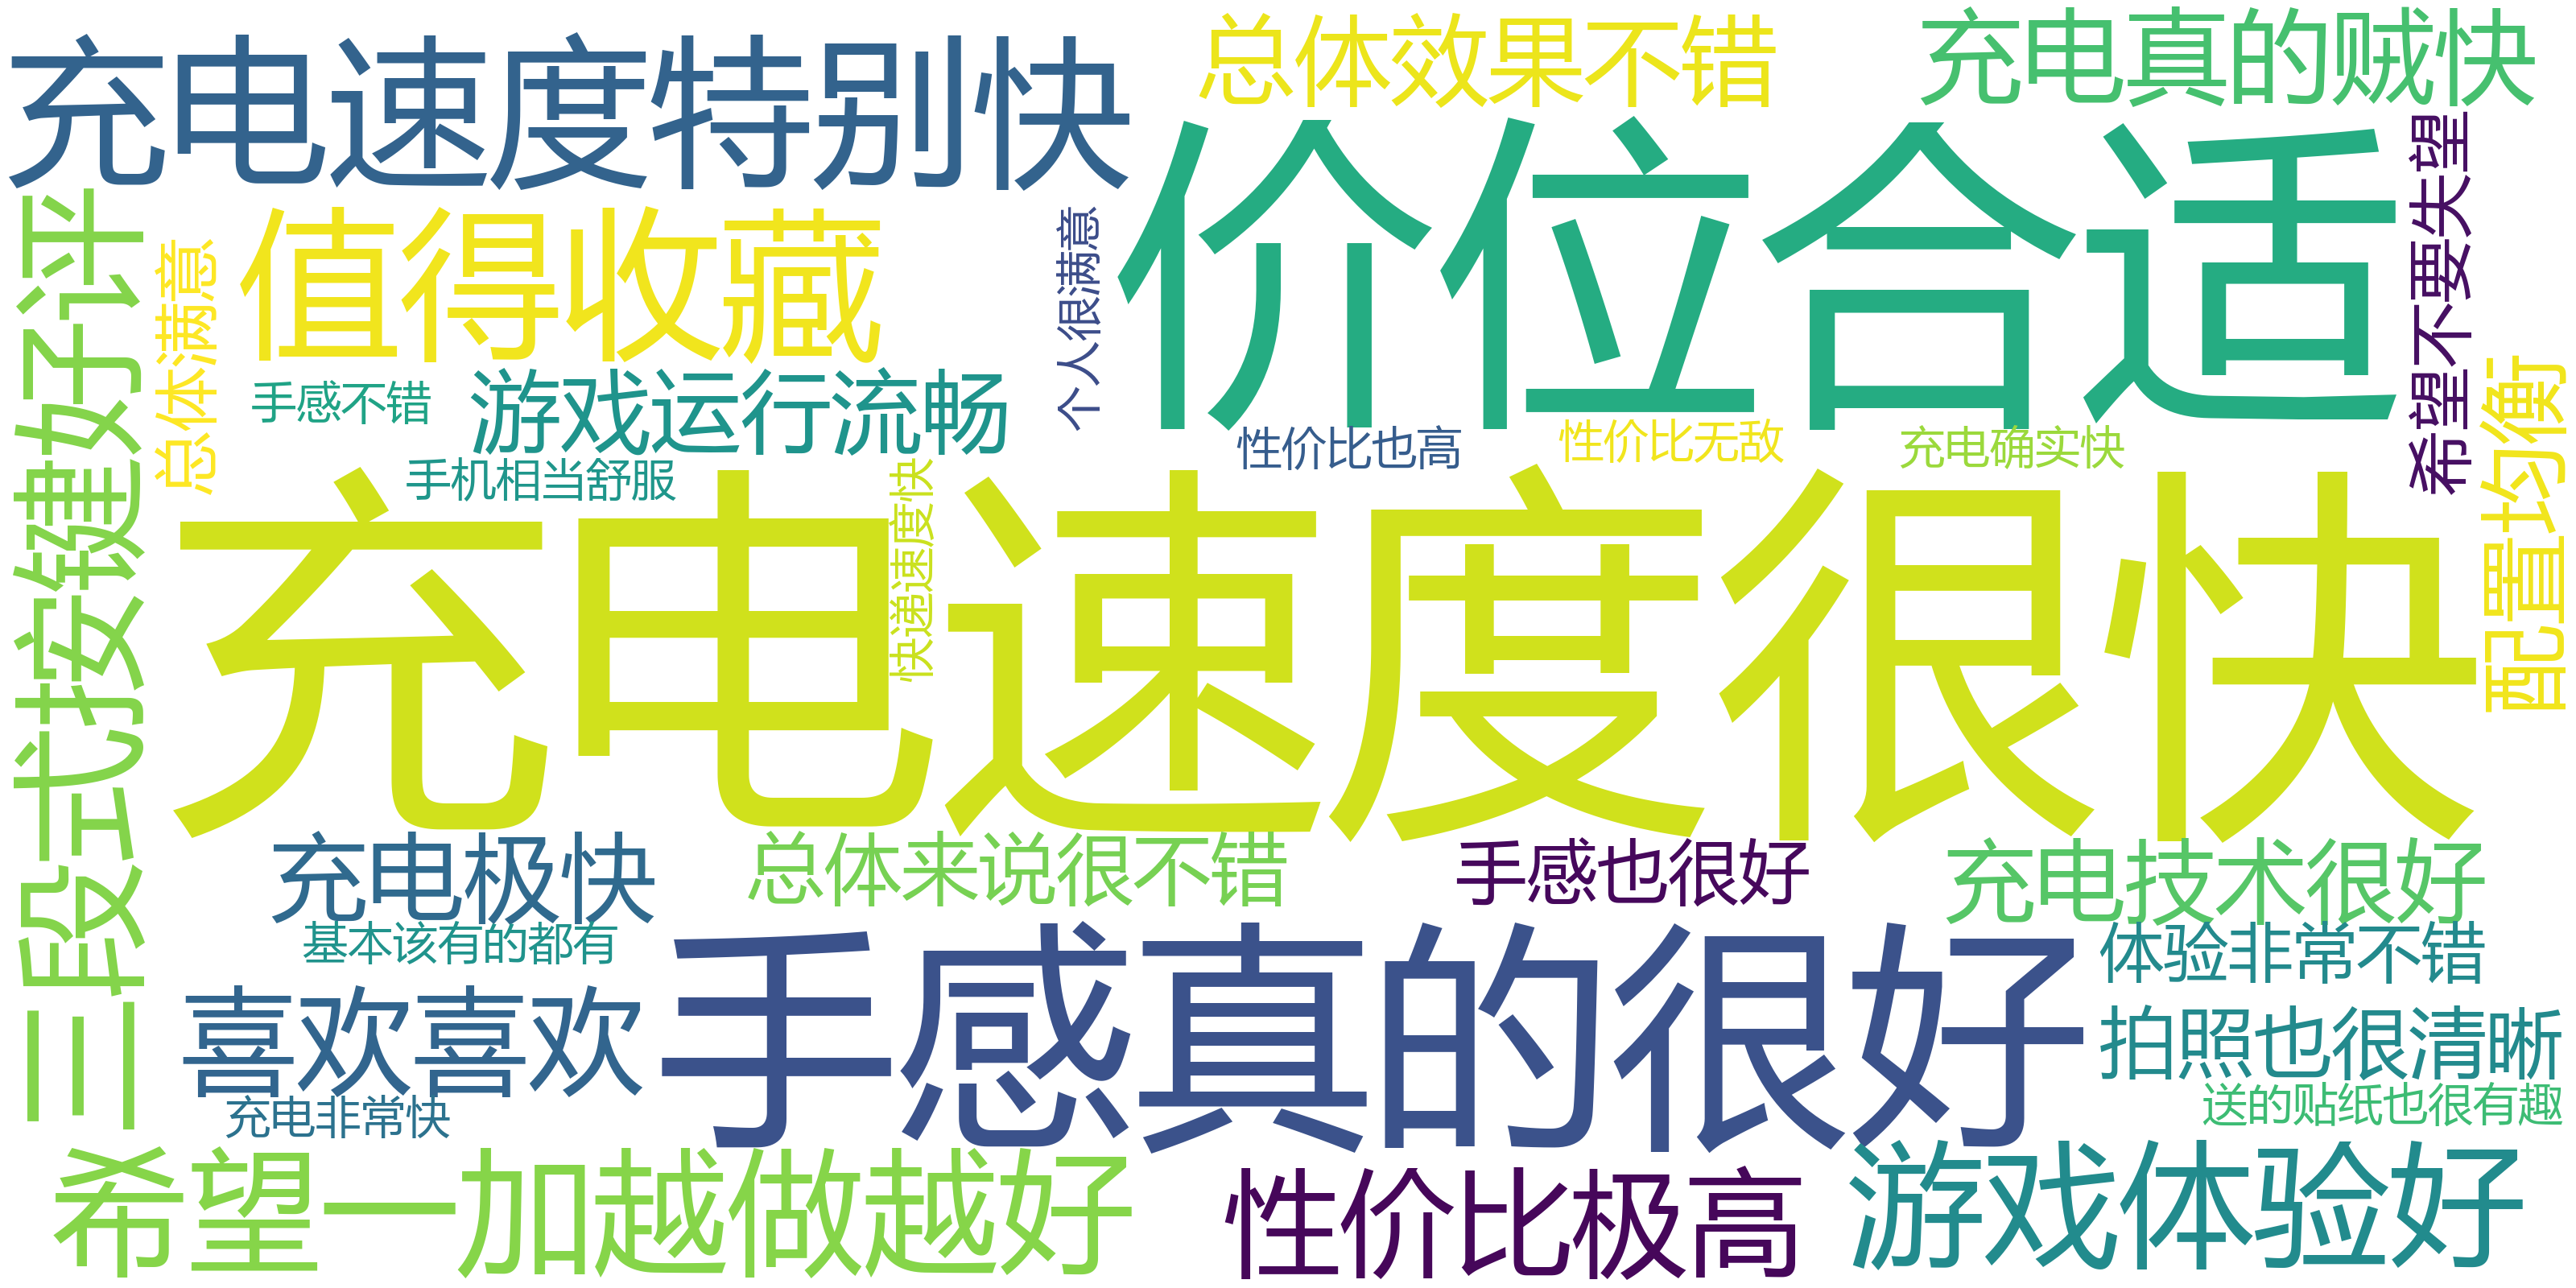 充电速度特别快
总体效果不错
充电真的贼快
价位合适
值得收藏
希望不要失望
个人很满意
总体满意
三段式按键好评
手感不错
游戏运行流畅
配置均衡
性价比也高
性价比无敌
充电确实快
手机相当舒服
快递速度快
充电速度很快
充电极快
总体来说很不错
手感也很好
充电技术很好
基本该有的都有
手感真的很好
体验非常不错
喜欢喜欢
拍照也很清晰
充电非常快
送的贴纸也很有趣
希望一加越做越好
性价比极高
游戏体验好